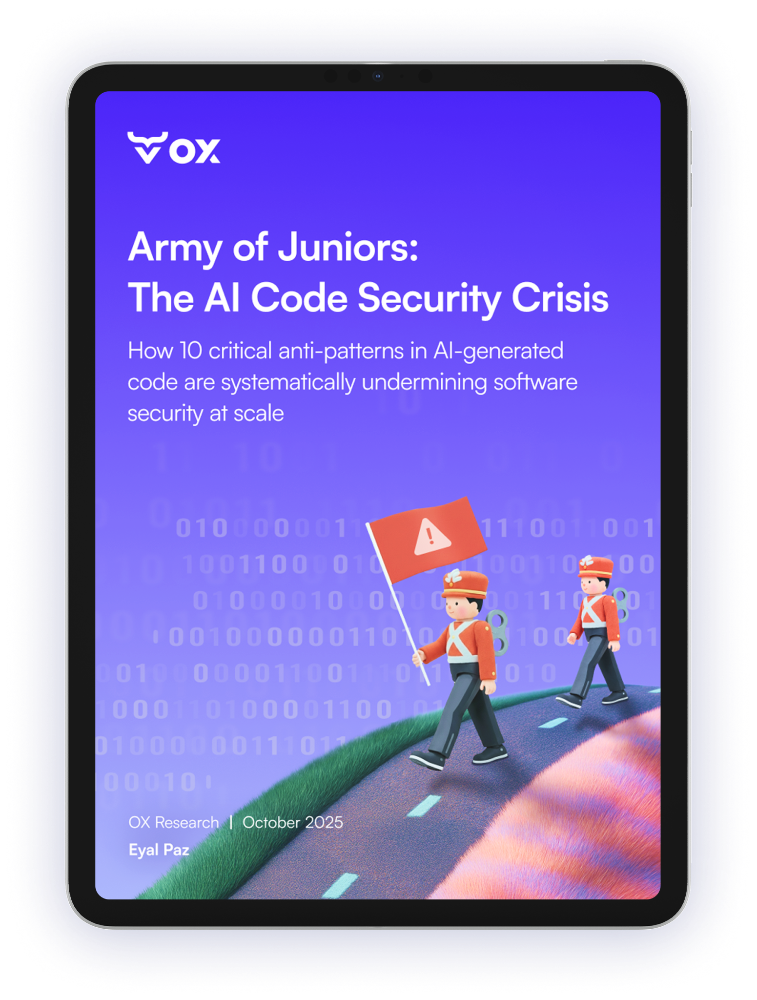 OX
Army of Juniors:
The AI Code Security Crisis
How 10 critical anti-patterns in AI-generated
code are systematically undermining software
security at scale
OX Research | October 2025
Eyal Paz